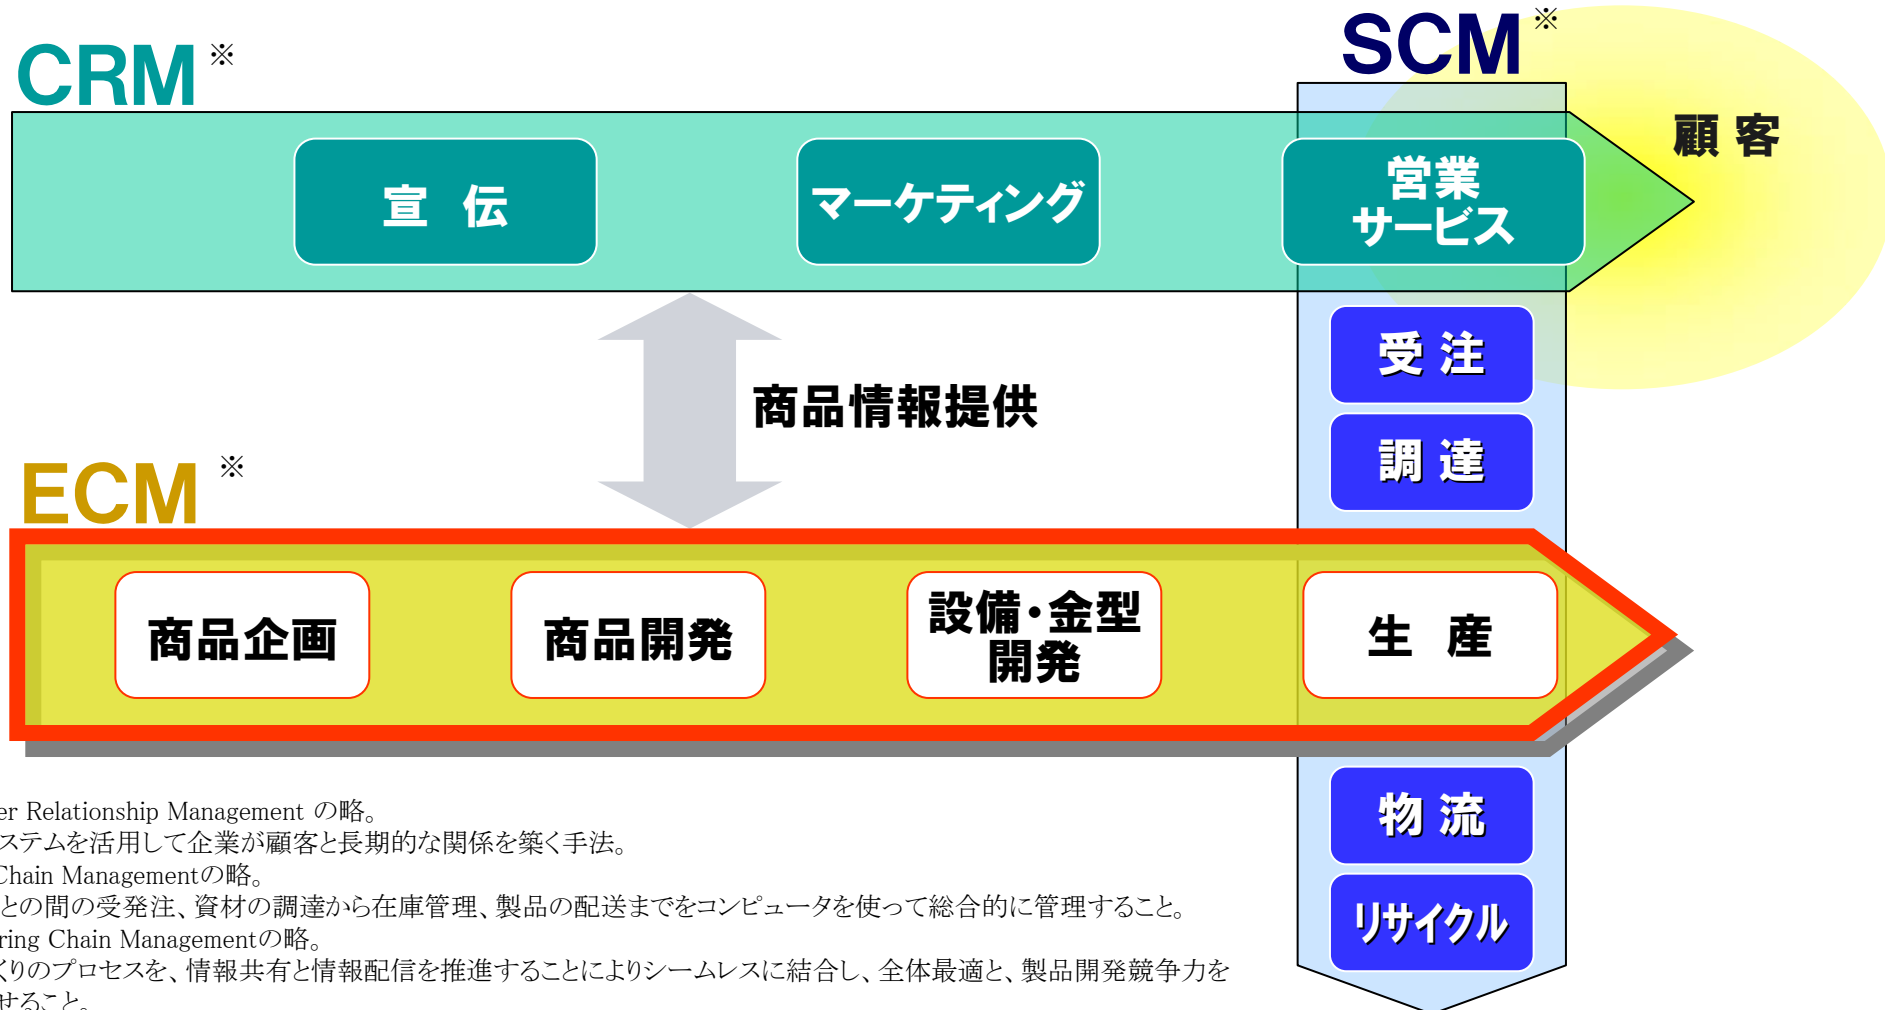 CRM※
SCM※
顧 客
宣 伝
マーケティング
営業
サービス
受 注
商品情報提供
調 達
ECM※
商品企画
商品開発
設備・金型
開発
生 産
物 流
リサイクル
er Relationship Management の略。
ステムを活用して企業が顧客と長期的な関係を築く手法。
Chain Managementの略。
との間の受発注、資材の調達から在庫管理、製品の配送までをコンピュータを使って総合的に管理すること。
ring Chain Managementの略。
くりのプロセスを、情報共有と情報配信を推進することによりシームレスに結合し、全体最適と、製品開発競争力を
せること。